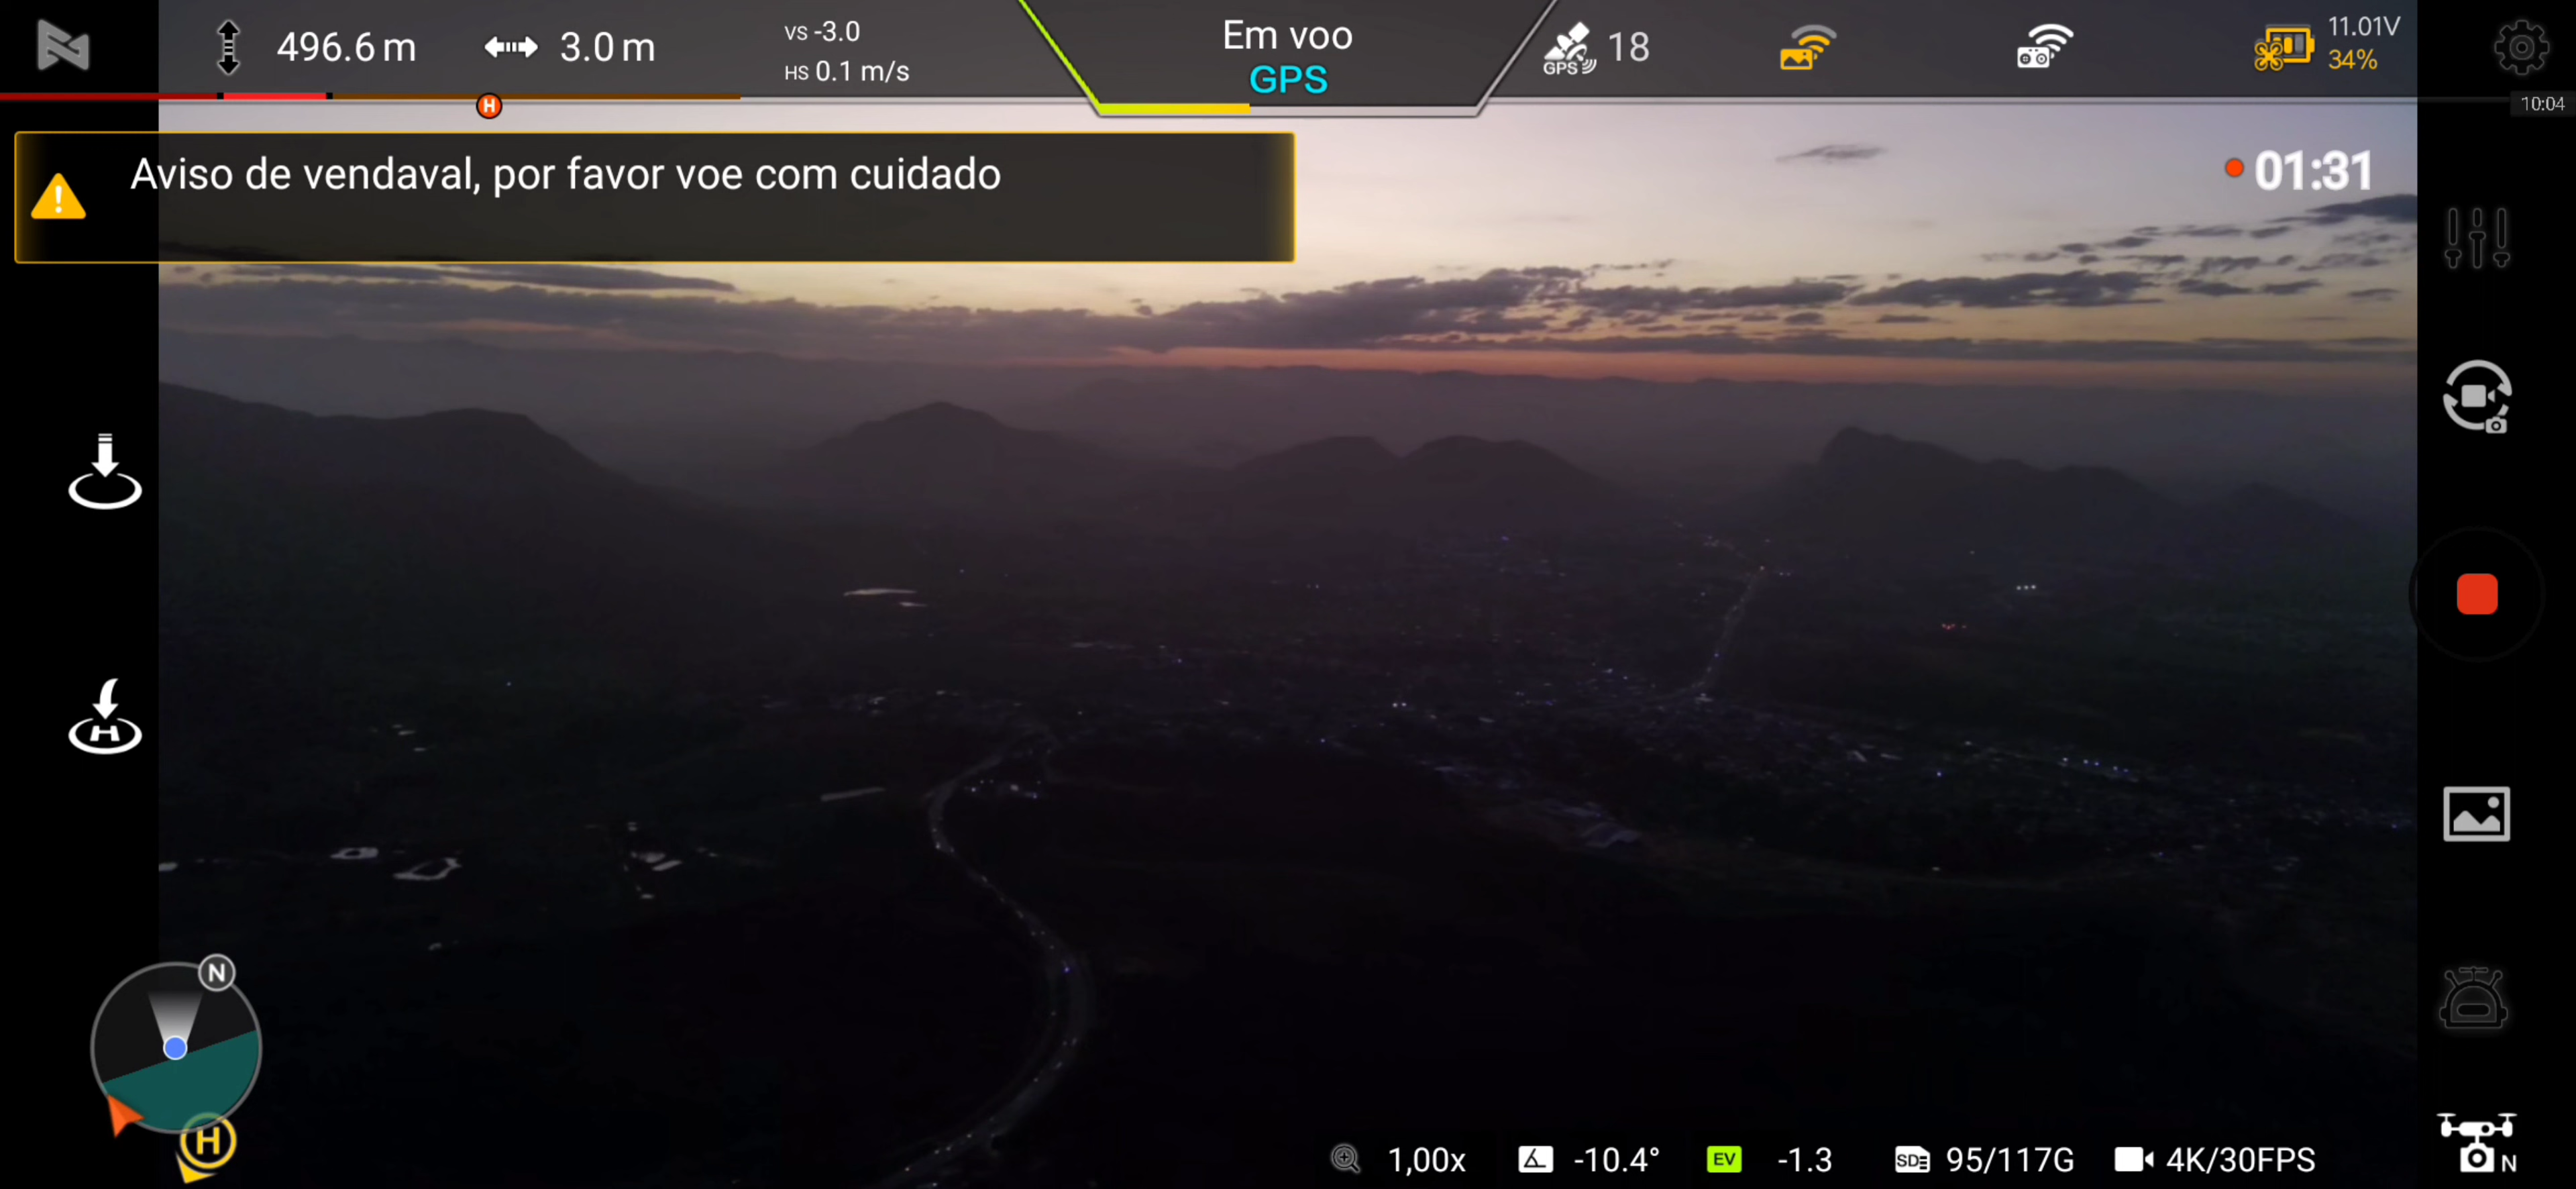 496.6 m
3.0 m
VS -3.0
HS 0.1 m/s
Em voo
GPS
GPS
18
11.01V
34%
10:04
H
Aviso de vendaval, por favor voe com cuidado
01:31
H
N
H
1,00x
-10.4°
EV
-1.3
SD
95/117G
4K/30FPS
N